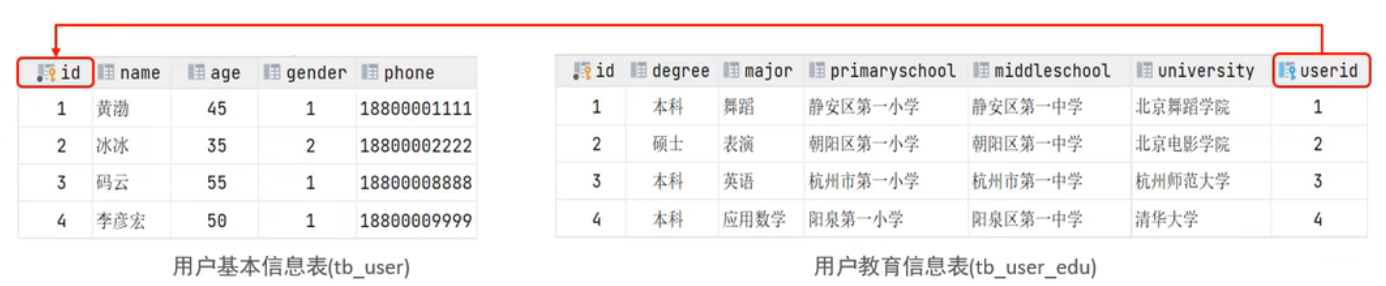 id name age gender phone
1 黄渤 45 1 18800001111
2 冰冰 35 2 18800002222
3 码云 55 1 18800008888
4 李彦宏 50 1 18800009999
用户基本信息表(tb_user)
id degree major primaryschool middleschool university userid
1 本科 舞蹈 静安区第一小学 静安区第一中学 北京舞蹈学院 1
2 硕士 表演 朝阳区第一小学 朝阳区第一中学 北京电影学院 2
3 本科 英语 杭州市第一小学 杭州市第一中学 杭州师范大学 3
4 本科 应用数学 阳泉第一小学 阳泉区第一中学 清华大学 4
用户教育信息表(tb_user_edu)